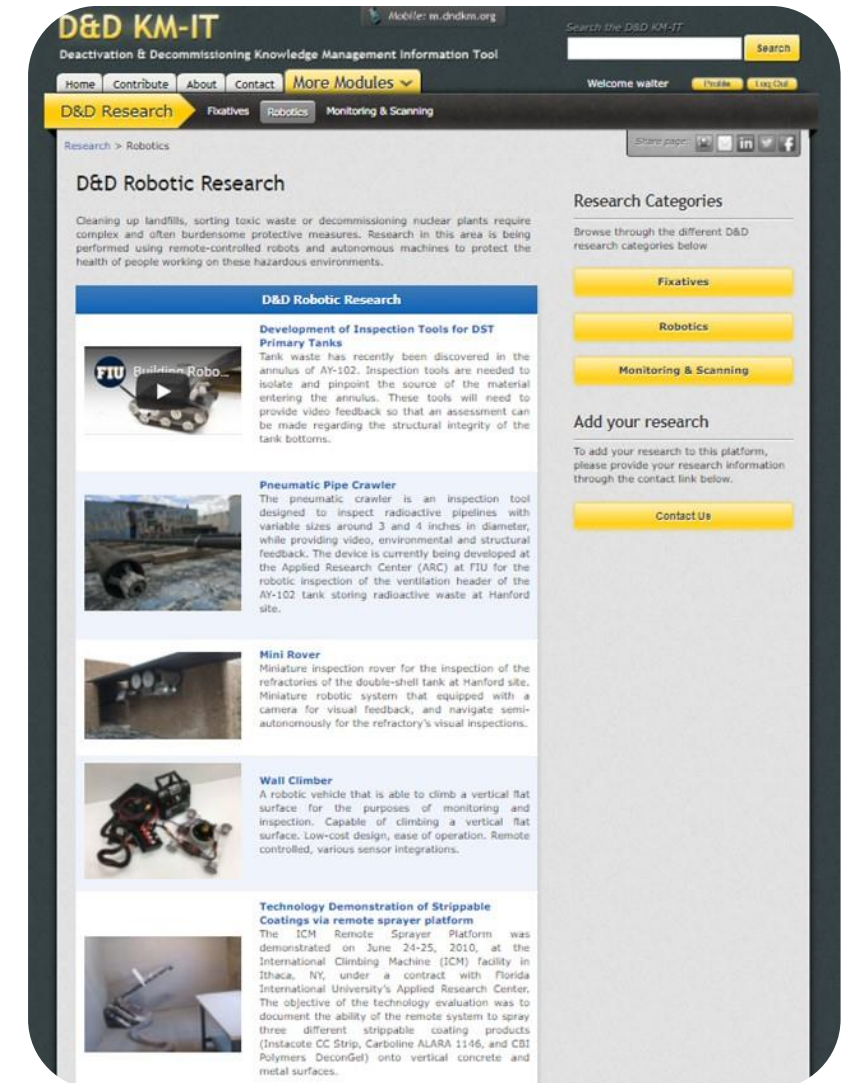 D&D KM-IT
Mobile: m.dndkm.org
Search the D&D KM-IT
Deactivation & Decommissioning Knowledge Management Information Tool
Search
Home Contribute About Contact More Modules
Welcome walter Profile Log Out
D&D Research Fixatives Robotics Monitoring & Scanning
Research > Robotics
Share page:
D&D Robotic Research
Cleaning up landfills, sorting toxic waste or decommissioning nuclear plants require
complex and often burdensome protective measures. Research in this area is being
performed using remote-controlled robots and autonomous machines to protect the
health of people working on these hazardous environments.
D&D Robotic Research
FIU Building Robo...
Development of Inspection Tools for DST
Primary Tanks
Tank waste has recently been discovered in the
annulus of AY-102. Inspection tools are needed to
isolate and pinpoint the source of the material
entering the annulus. These tools will need to
provide video feedback so that an assessment can
be made regarding the structural integrity of the
tank bottoms.
Pneumatic Pipe Crawler
The pneumatic crawler is an inspection tool
designed to inspect radioactive pipelines with
variable sizes around 3 and 4 inches in diameter,
while providing video, environmental and structural
feedback. The device is currently being developed at
the Applied Research Center (ARC) at FIU for the
robotic inspection of the ventilation header of the
AY-102 tank storing radioactive waste at Hanford
site.
Mini Rover
Miniature inspection rover for the inspection of the
refractories of the double-shell tank at Hanford site.
Miniature robotic system that equipped with a
camera for visual feedback, and navigate semi-
autonomously for the refractory's visual inspections.
Wall Climber
A robotic vehicle that is able to climb a vertical flat
surface for the purposes of monitoring and
inspection. Capable of climbing a vertical flat
surface. Low-cost design, ease of operation. Remote
controlled, various sensor integrations.
Technology Demonstration of Strippable
Coatings via remote sprayer platform
The ICM Remote Sprayer Platform was
demonstrated on June 24-25, 2010, at the
International Climbing Machine (ICM) facility in
Ithaca, NY, under a contract with Florida
International University's Applied Research Center.
The objective of the technology evaluation was to
document the ability of the remote system to spray
three different strippable coating products
(Instacote CC Strip, Carboline ALARA 1146, and CBI
Polymers DeconGel) onto vertical concrete and
metal surfaces.
Research Categories
Browse through the different D&D
research categories below
Fixatives
Robotics
Monitoring & Scanning
Add your research
To add your research to this platform,
please provide your research information
through the contact link below.
Contact Us